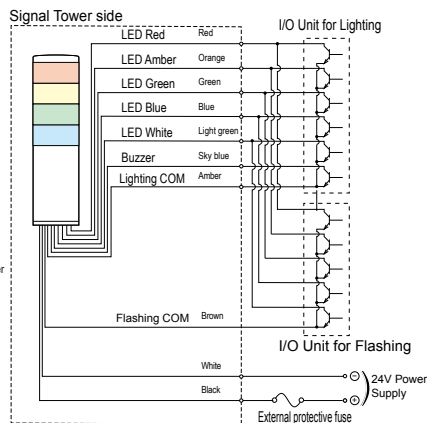 Signal Tower side
I/O Unit for Lighting
LED Red Red
LED Amber Orange
LED Green Green
LED Blue Blue
LED White Light green
Buzzer Sky blue
Lighting COM Amber
Flashing COM Brown
I/O Unit for Flashing
White
Black
24V Power
Supply
External protective fuse